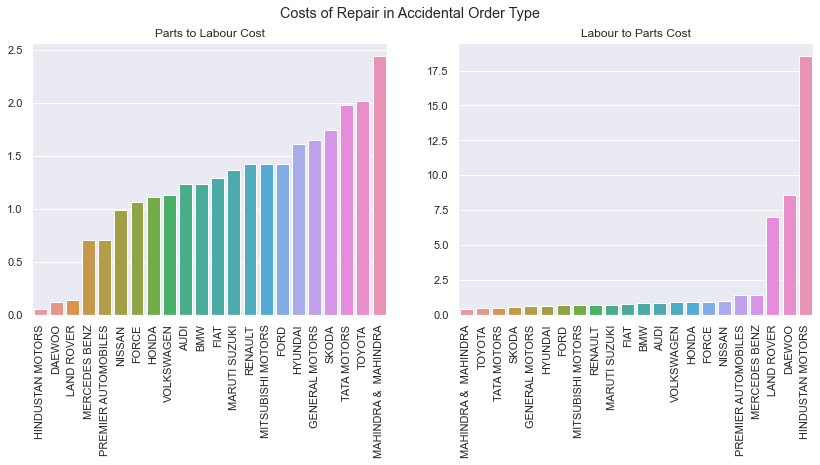 Costs of Repair in Accidental Order Type
Parts to Labour Cost
2.5
2.0
1.5
1.0
0.5
0.0
HINDUSTAN MOTORS
DAEWOO
LAND ROVER
MERCEDES BENZ
PREMIER AUTOMOBILES
NISSAN
FORCE
HONDA
VOLKSWAGEN
AUDI
BMW
FIAT
MARUTI SUZUKI
RENAULT
MITSUBISHI MOTORS
FORD
HYUNDAI
GENERAL MOTORS
SKODA
TATA MOTORS
TOYOTA
MAHINDRA &  MAHINDRA
Labour to Parts Cost
17.5
15.0
12.5
10.0
7.5
5.0
2.5
0.0
MAHINDRA &  MAHINDRA
TOYOTA
TATA MOTORS
SKODA
GENERAL MOTORS
HYUNDAI
FORD
MITSUBISHI MOTORS
RENAULT
MARUTI SUZUKI
FIAT
BMW
AUDI
VOLKSWAGEN
HONDA
FORCE
NISSAN
PREMIER AUTOMOBILES
MERCEDES BENZ
LAND ROVER
DAEWOO
HINDUSTAN MOTORS